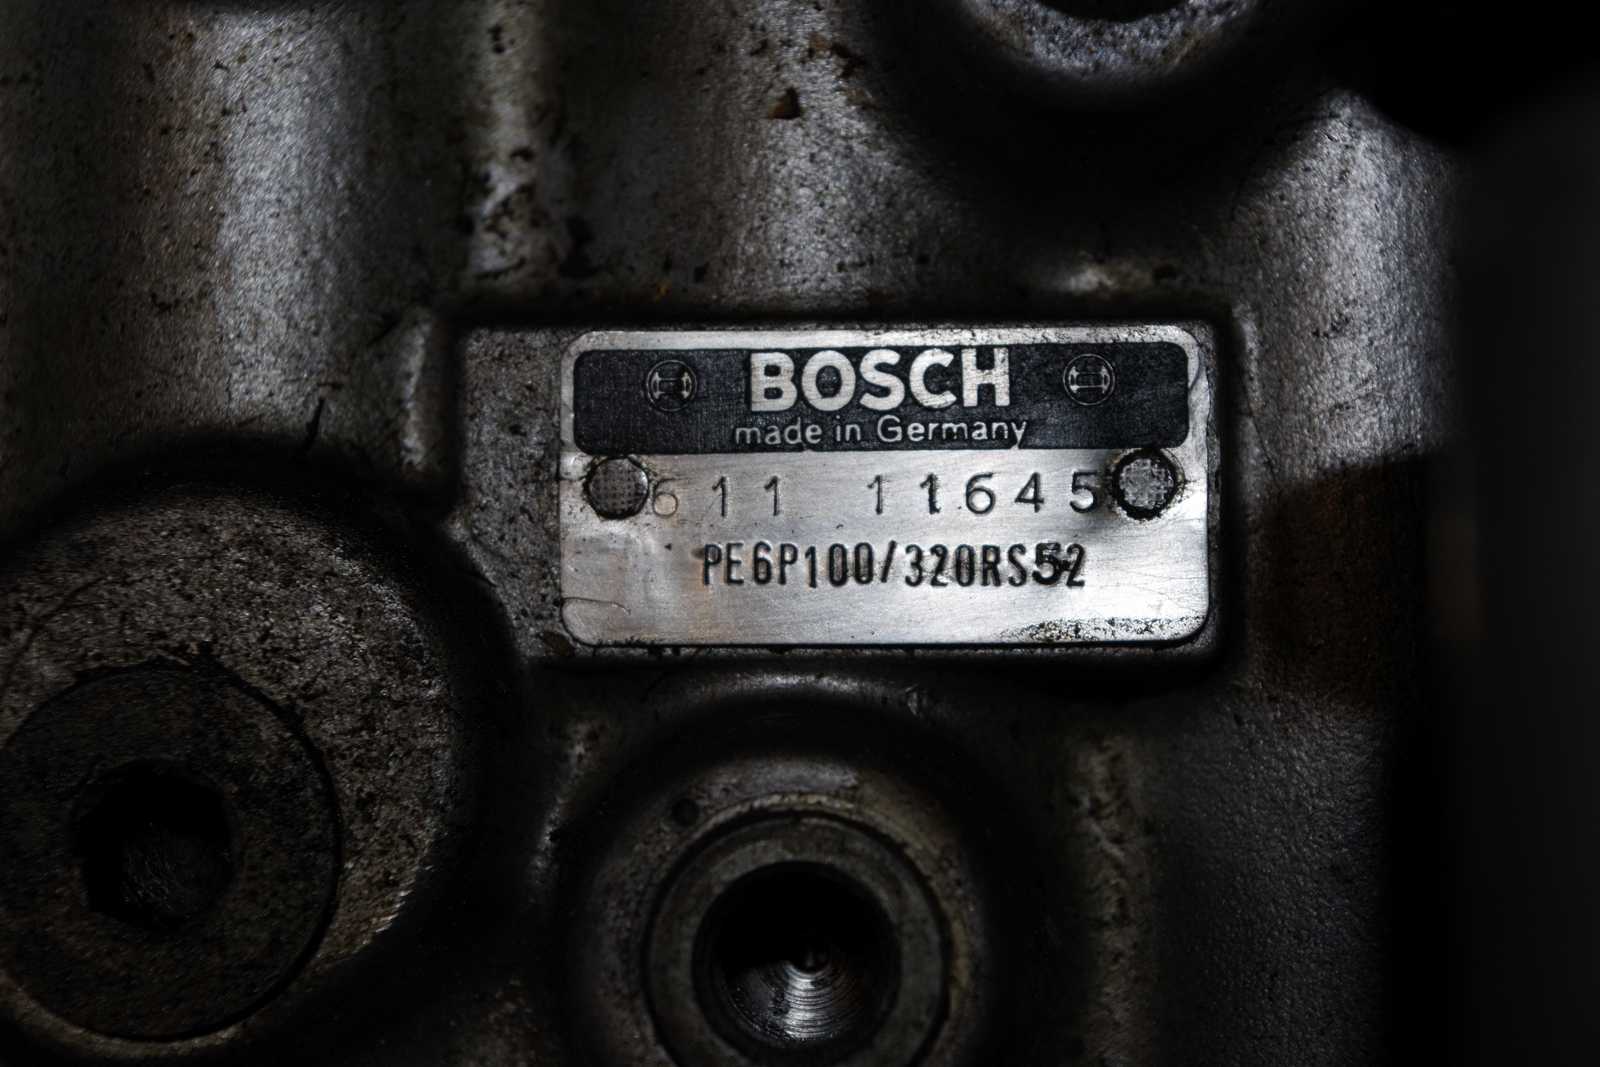 BOSCH
made in Germany
611 11645
PE6P100/320RS52